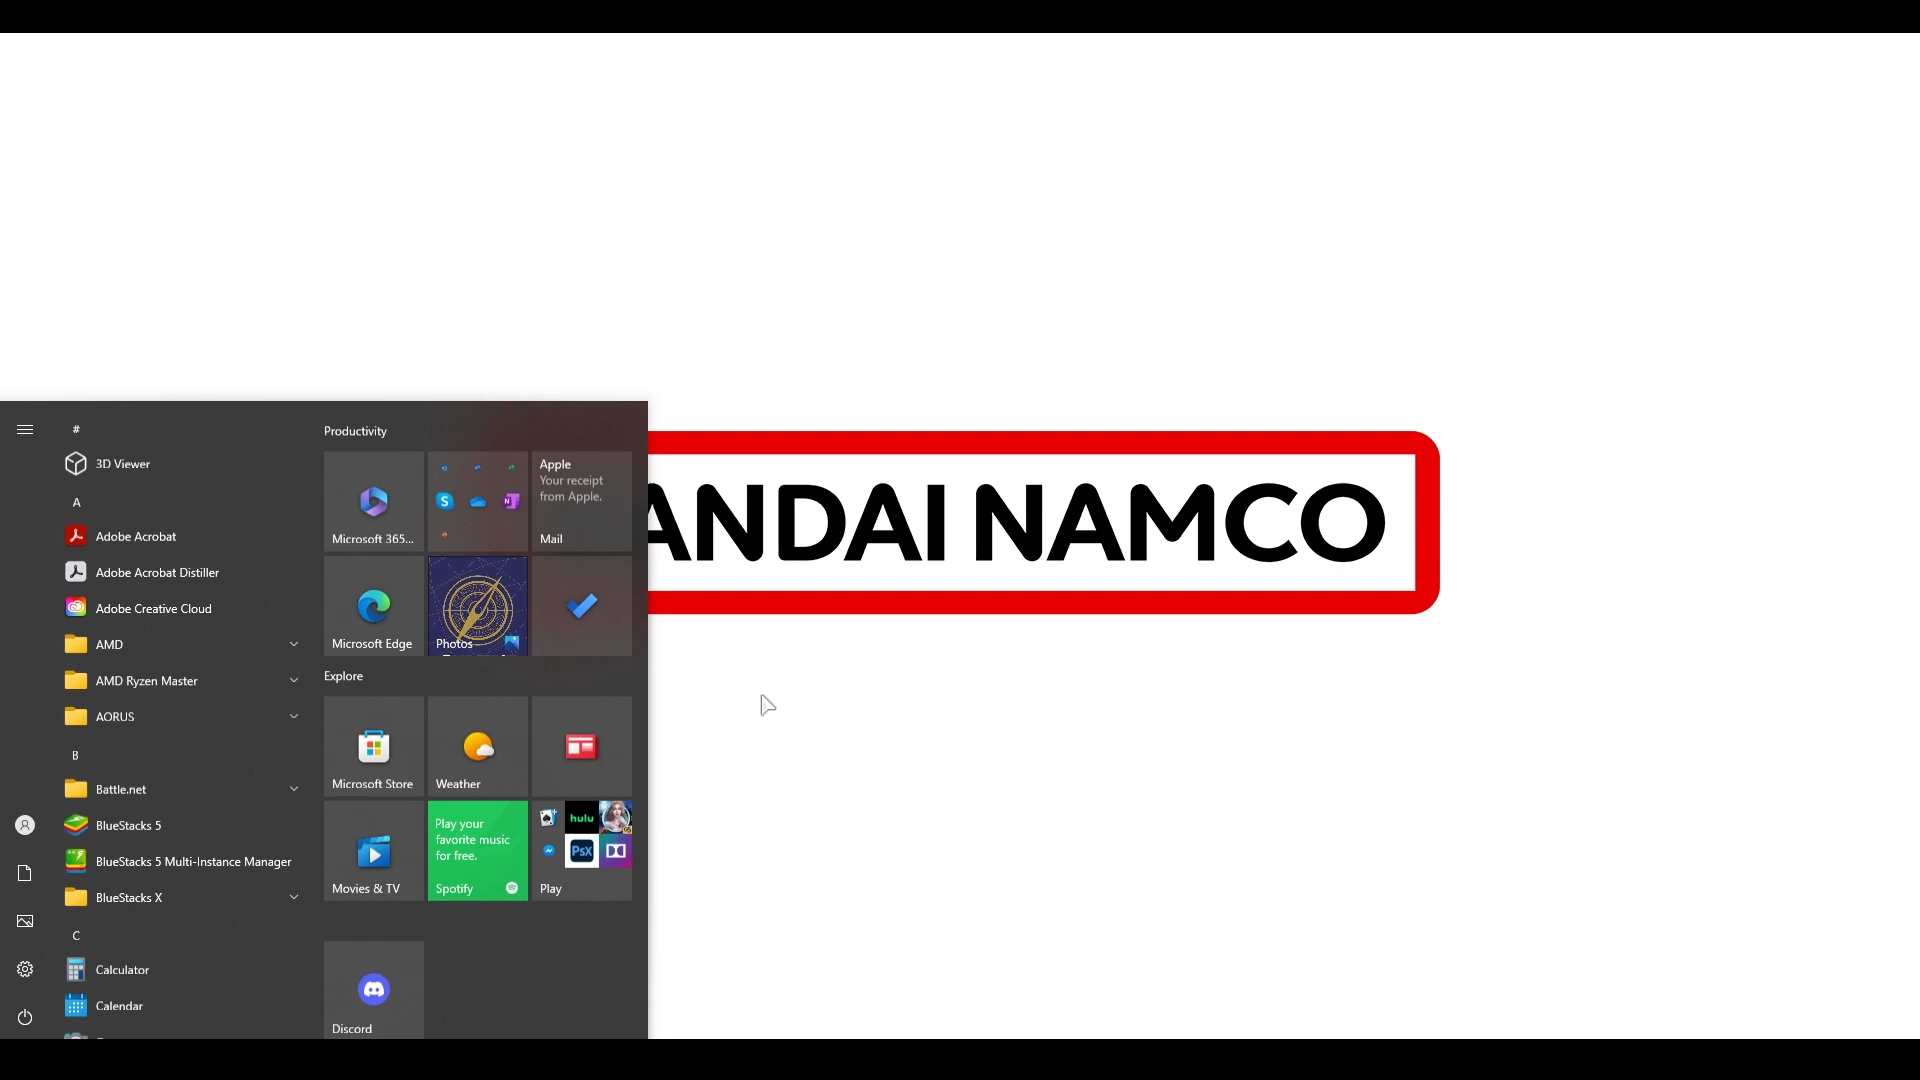 #
3D Viewer
A
Adobe Acrobat
Adobe Acrobat Distiller
Adobe Creative Cloud
AMD
AMD Ryzen Master
AORUS
B
Battle.net
BlueStacks 5
BlueStacks 5 Multi-Instance Manager
BlueStacks X
C
Calculator
Calendar
Productivity
Microsoft 365...
S
N
Apple
Your receipt
from Apple.
Mail
Microsoft Edge
Photos
Explore
Microsoft Store
Weather
Movies & TV
Play your
favorite music
for free.
Spotify
hulu
PsX
Play
Discord
ANDAI NAMCO